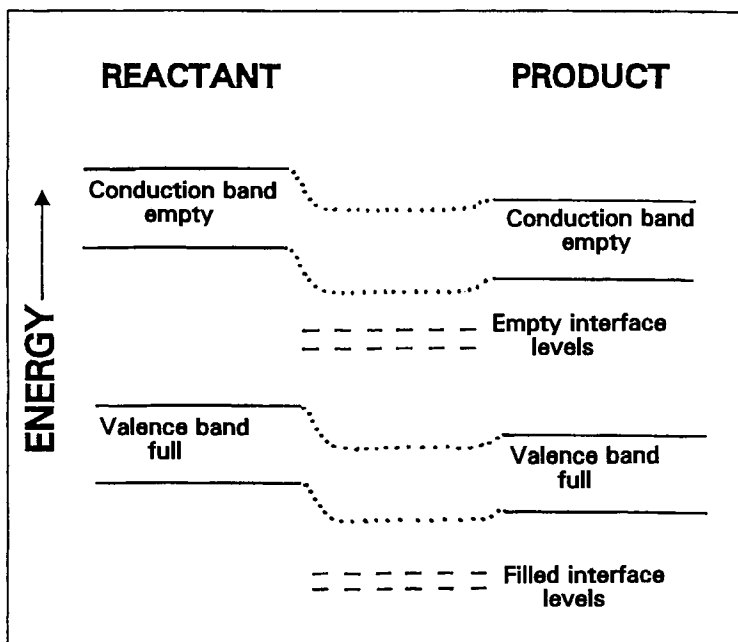 REACTANT
PRODUCT
Conduction band
empty
Conduction band
empty
ENERGY
Empty interface
levels
Valence band
full
Valence band
full
Filled interface
levels